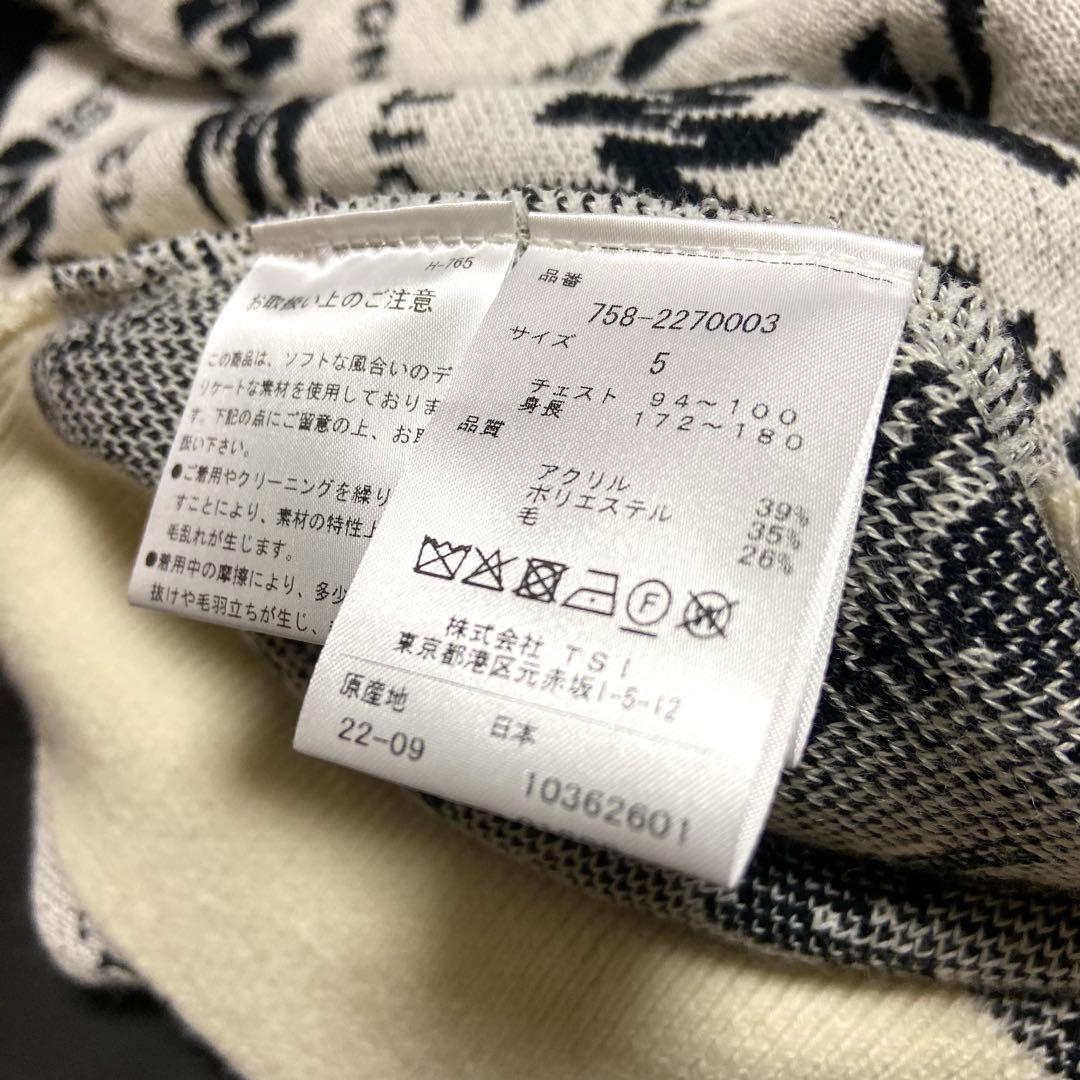 H-765
お取扱い上のご注意
この商品は、ソフトな風合いのデ
リケートな素材を使用しておりま
す。下記の点にご留意の上、お取
扱い下さい。
●ご着用やクリーニングを繰り
すことにより、素材の特性上
毛乱れが生じます。
●着用中の摩擦により、多少
抜けや毛羽立ちが生じ、
品番
758-2270003
サイズ
5
チェスト 94～100
身長 172～180
品質
アクリル 39%
ポリエステル 35%
毛 26%
F
W
株式会社 TSI
東京都港区元赤坂1-5-12
原産地 日本
22-09
10362601